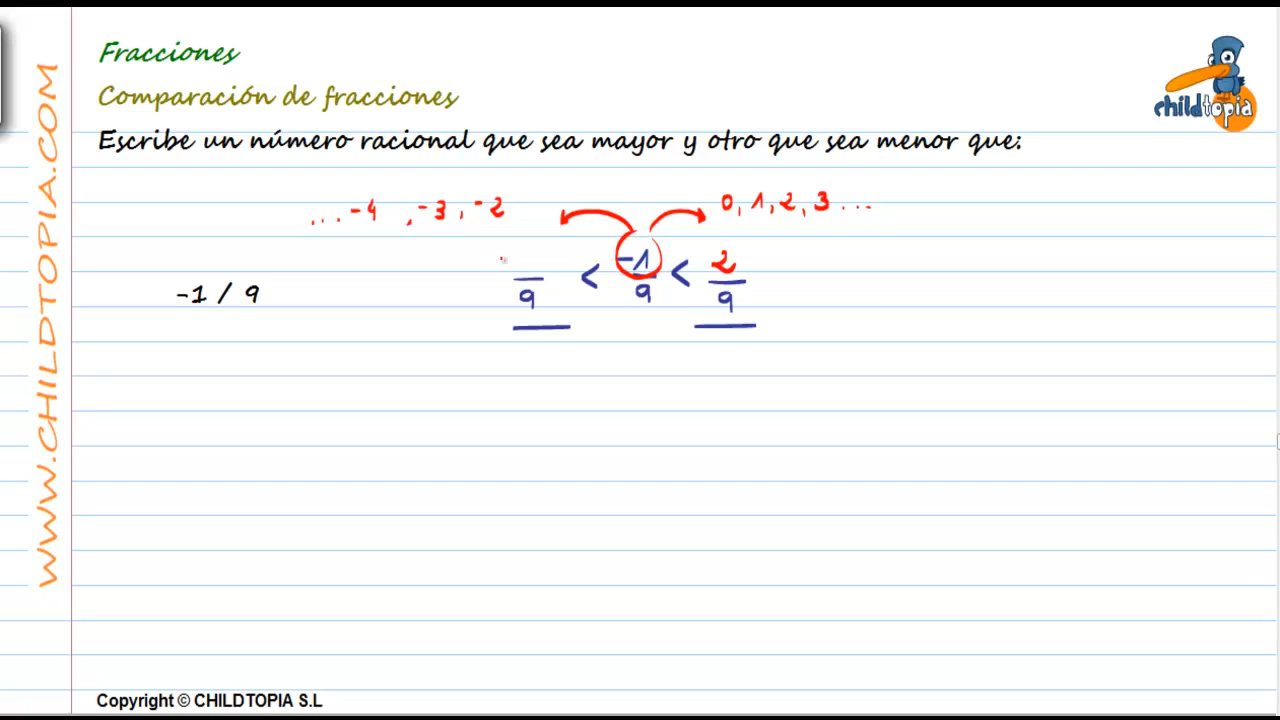 Fracciones
Comparación de fracciones
childtopia
Escribe un número racional que sea mayor y otro que sea menor que:
... -4 , -3, -2
0, 1, 2, 3 ...
-1 / 9
/9 < -1/9 < 2/9
WWW.CHILDTOPIA.COM
Copyright © CHILDTOPIA S.L